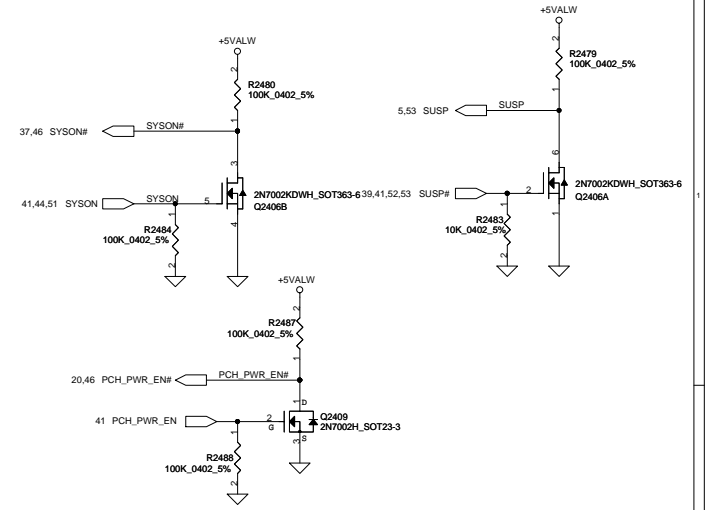 +5VALW
2
R2480
100K_0402_5%
1
37,46 SYSON#
SYSON#
3
41,44,51 SYSON
SYSON
5
2N7002KDWH_SOT363-6
Q2406B
4
1
R2484
100K_0402_5%
2
+5VALW
2
R2479
100K_0402_5%
1
5,53 SUSP
SUSP
6
39,41,52,53 SUSP#
2
2N7002KDWH_SOT363-6
Q2406A
1
1
R2483
10K_0402_5%
2
1
+5VALW
2
R2487
100K_0402_5%
1
20,46 PCH_PWR_EN#
PCH_PWR_EN#
1
D
41 PCH_PWR_EN
2
G
Q2409
2N7002H_SOT23-3
3
S
1
R2488
100K_0402_5%
2